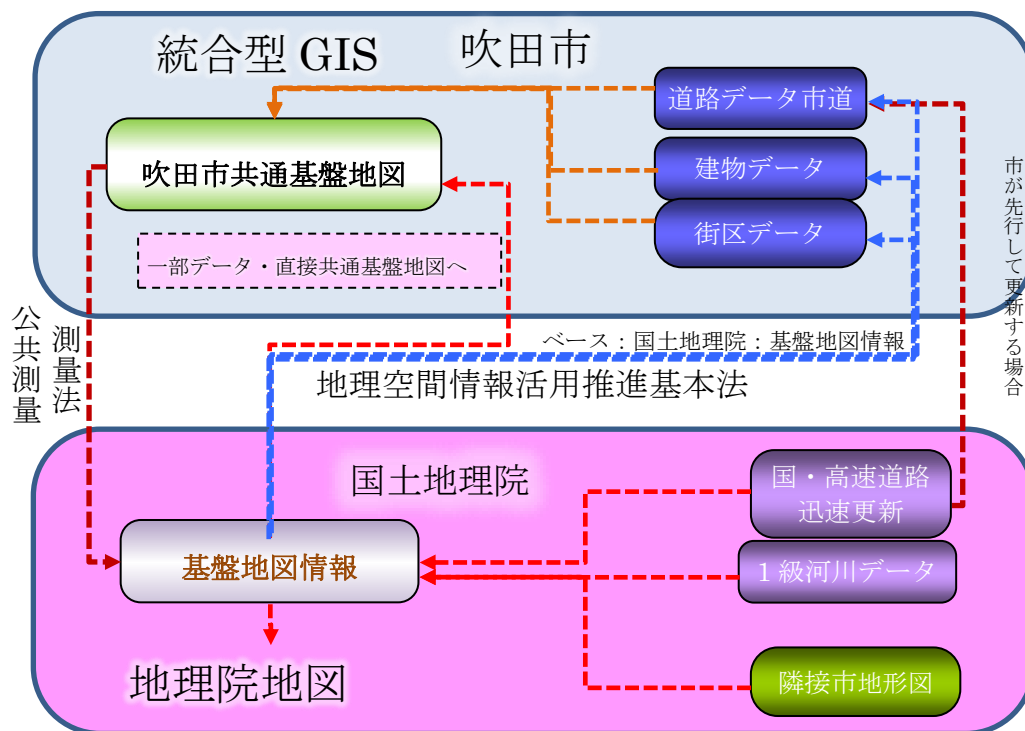 統合型 GIS
吹田市
道路データ市道
建物データ
街区データ
吹田市共通基盤地図
一部データ・直接共通基盤地図へ
市が先行して更新する場合
測量法
公共測量
ベース：国土地理院：基盤地図情報
地理空間情報活用推進基本法
国土地理院
国・高速道路
迅速更新
基盤地図情報
１級河川データ
地理院地図
隣接市地形図